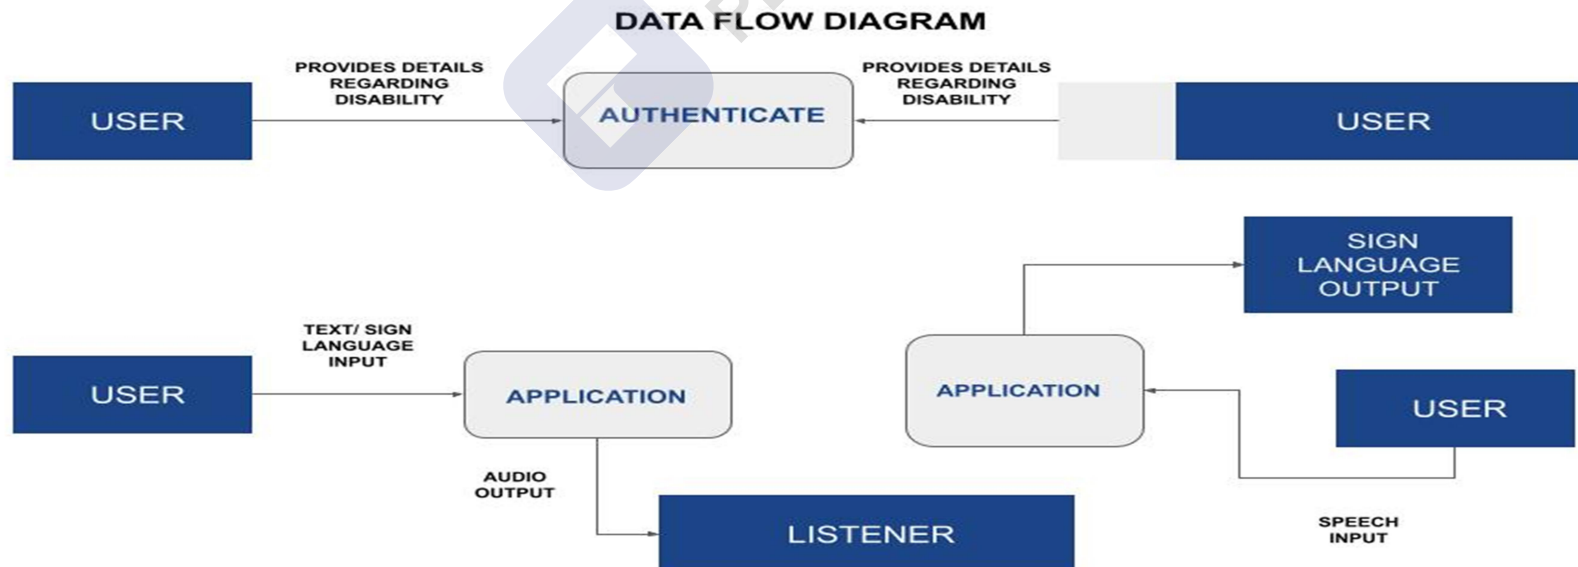 DATA FLOW DIAGRAM
PROVIDES DETAILS
REGARDING
DISABILITY
PROVIDES DETAILS
REGARDING
DISABILITY
USER
AUTHENTICATE
USER
SIGN
LANGUAGE
OUTPUT
TEXT/ SIGN
LANGUAGE
INPUT
USER
APPLICATION
APPLICATION
USER
AUDIO
OUTPUT
LISTENER
SPEECH
INPUT